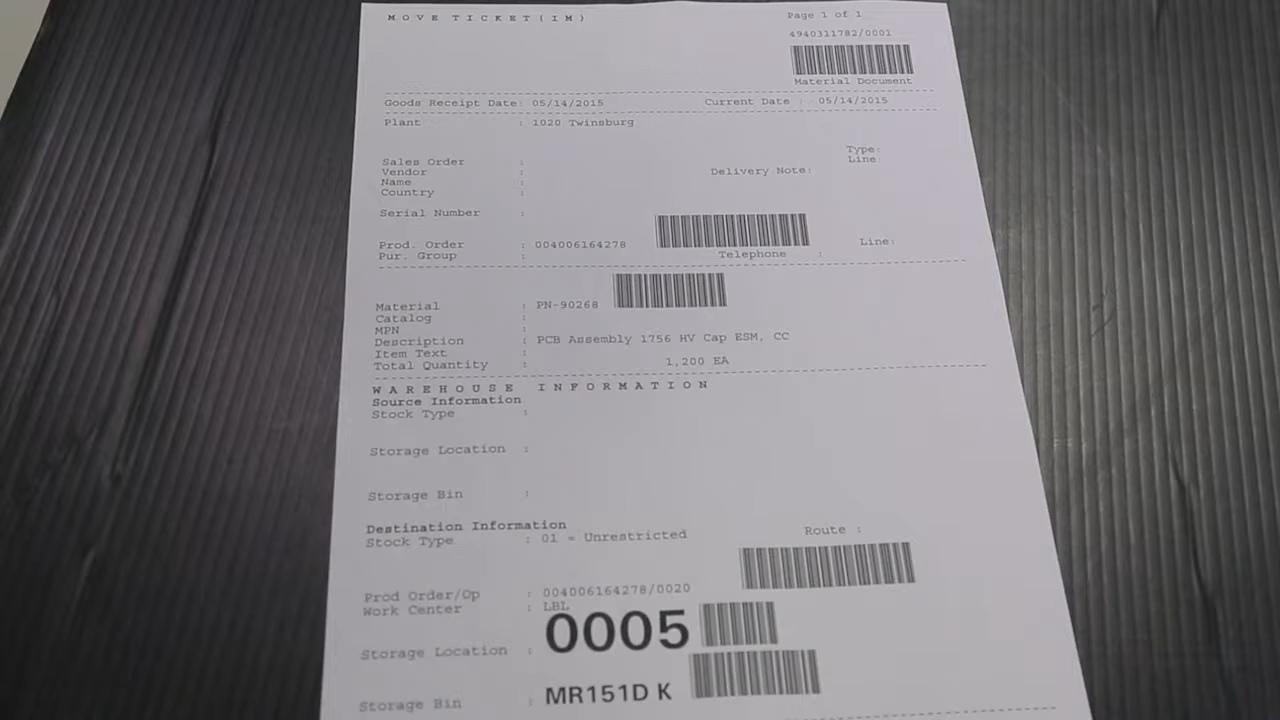 MOVE TICKET(IM)
Page 1 of 1
4940311782/0001
Material Document
Goods Receipt Date: 05/14/2015 Current Date : 05/14/2015
Plant : 1020 Twinsburg
Type:
Sales Order : Line:
Vendor : Delivery Note:
Name :
Country :
Serial Number :
Prod. Order : 004006164278 Line:
Pur. Group : Telephone :
Material : PN-90268
Catalog :
MPN :
Description : PCB Assembly 1756 HV Cap ESM, CC
Item Text :
Total Quantity : 1,200 EA
WAREHOUSE INFORMATION
Source Information
Stock Type :
Storage Location :
Storage Bin :
Destination Information
Stock Type : 01 = Unrestricted Route :
Prod Order/Op : 004006164278/0020
Work Center : LBL
Storage Location : 0005
Storage Bin : MR151D K